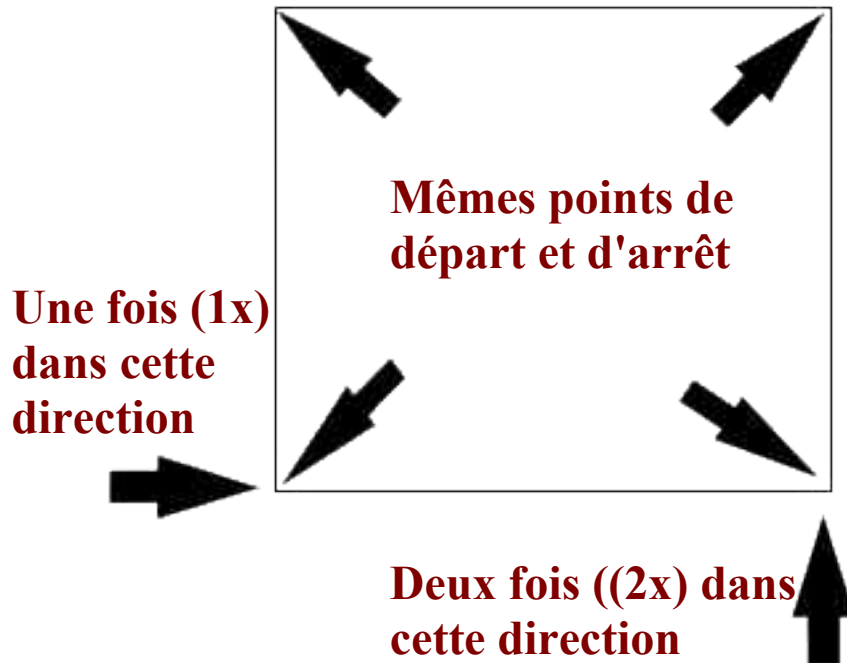 Mêmes points de
départ et d'arrêt
Une fois (1x)
dans cette
direction
Deux fois ((2x) dans
cette direction